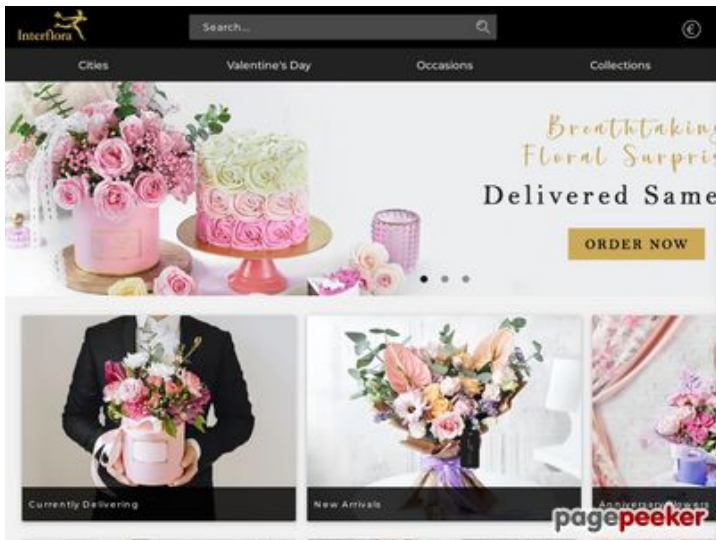 Interflora
Search...
€
Cities Valentine's Day Occasions Collections
Breathtaking
Floral Surpris
Delivered Same
ORDER NOW
Currently Delivering
New Arrivals
Anniversary Flowers
pagepeeker